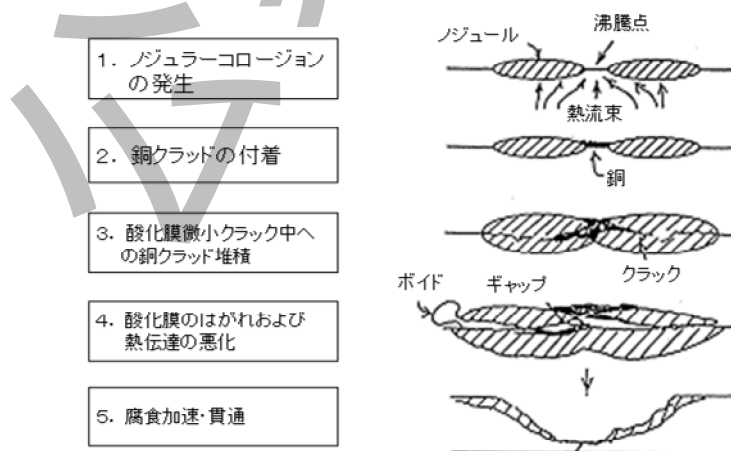 1. ノジュラーコロージョン
の発生
2. 銅クラッドの付着
3. 酸化膜微小クラック中へ
の銅クラッド堆積
4. 酸化膜のはがれおよび
熱伝達の悪化
5. 腐食加速・貫通
ノジュール
沸騰点
熱流束
銅
クラック
ボイド
ギャップ